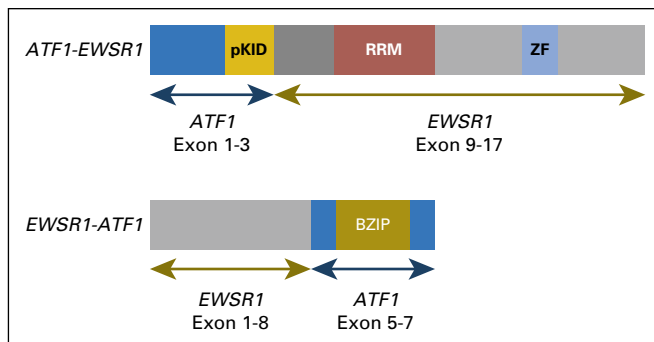 ATF1-EWSR1
pKID RRM ZF
ATF1 EWSR1
Exon 1-3 Exon 9-17
EWSR1-ATF1
BZIP
EWSR1 ATF1
Exon 1-8 Exon 5-7